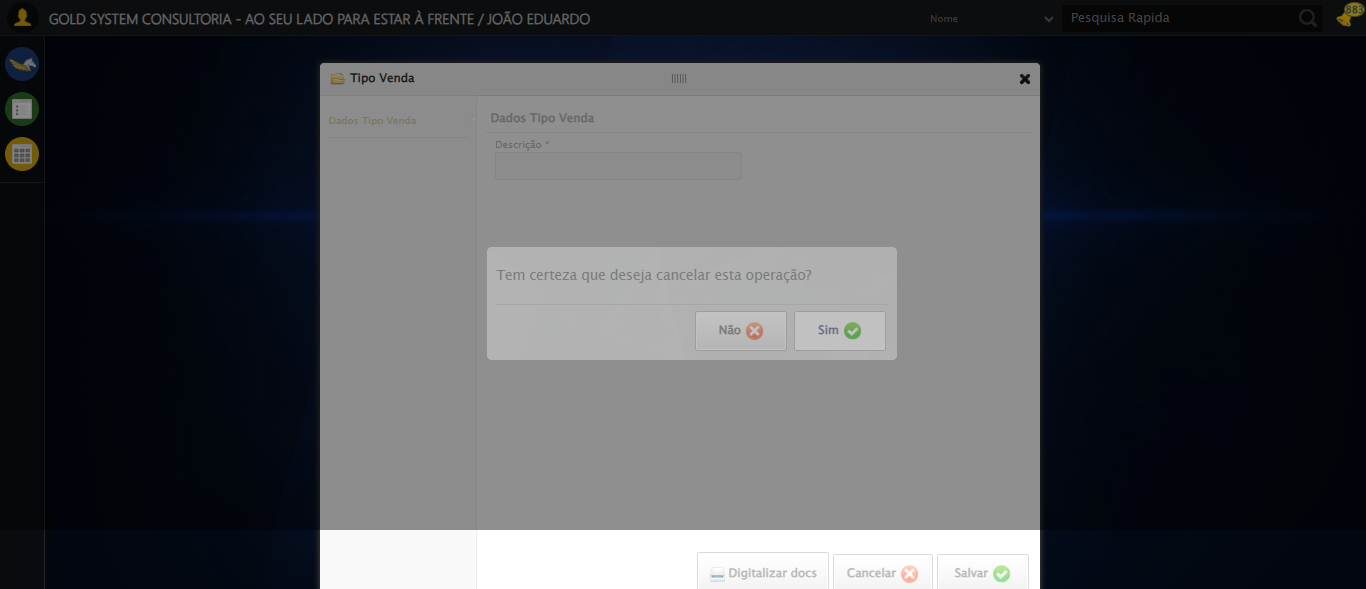 GOLD SYSTEM CONSULTORIA - AO SEU LADO PARA ESTAR À FRENTE / JOÃO EDUARDO
Nome
Pesquisa Rapida
883
Tipo Venda
Dados Tipo Venda
Dados Tipo Venda
Descrição *
Tem certeza que deseja cancelar esta operação?
Não
Sim
Digitalizar docs
Cancelar
Salvar